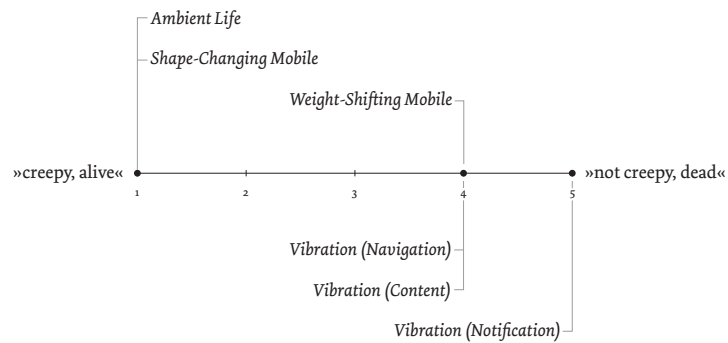 Ambient Life
Shape-Changing Mobile
Weight-Shifting Mobile
»creepy, alive« »not creepy, dead«
1 2 3 4 5
Vibration (Navigation)
Vibration (Content)
Vibration (Notification)